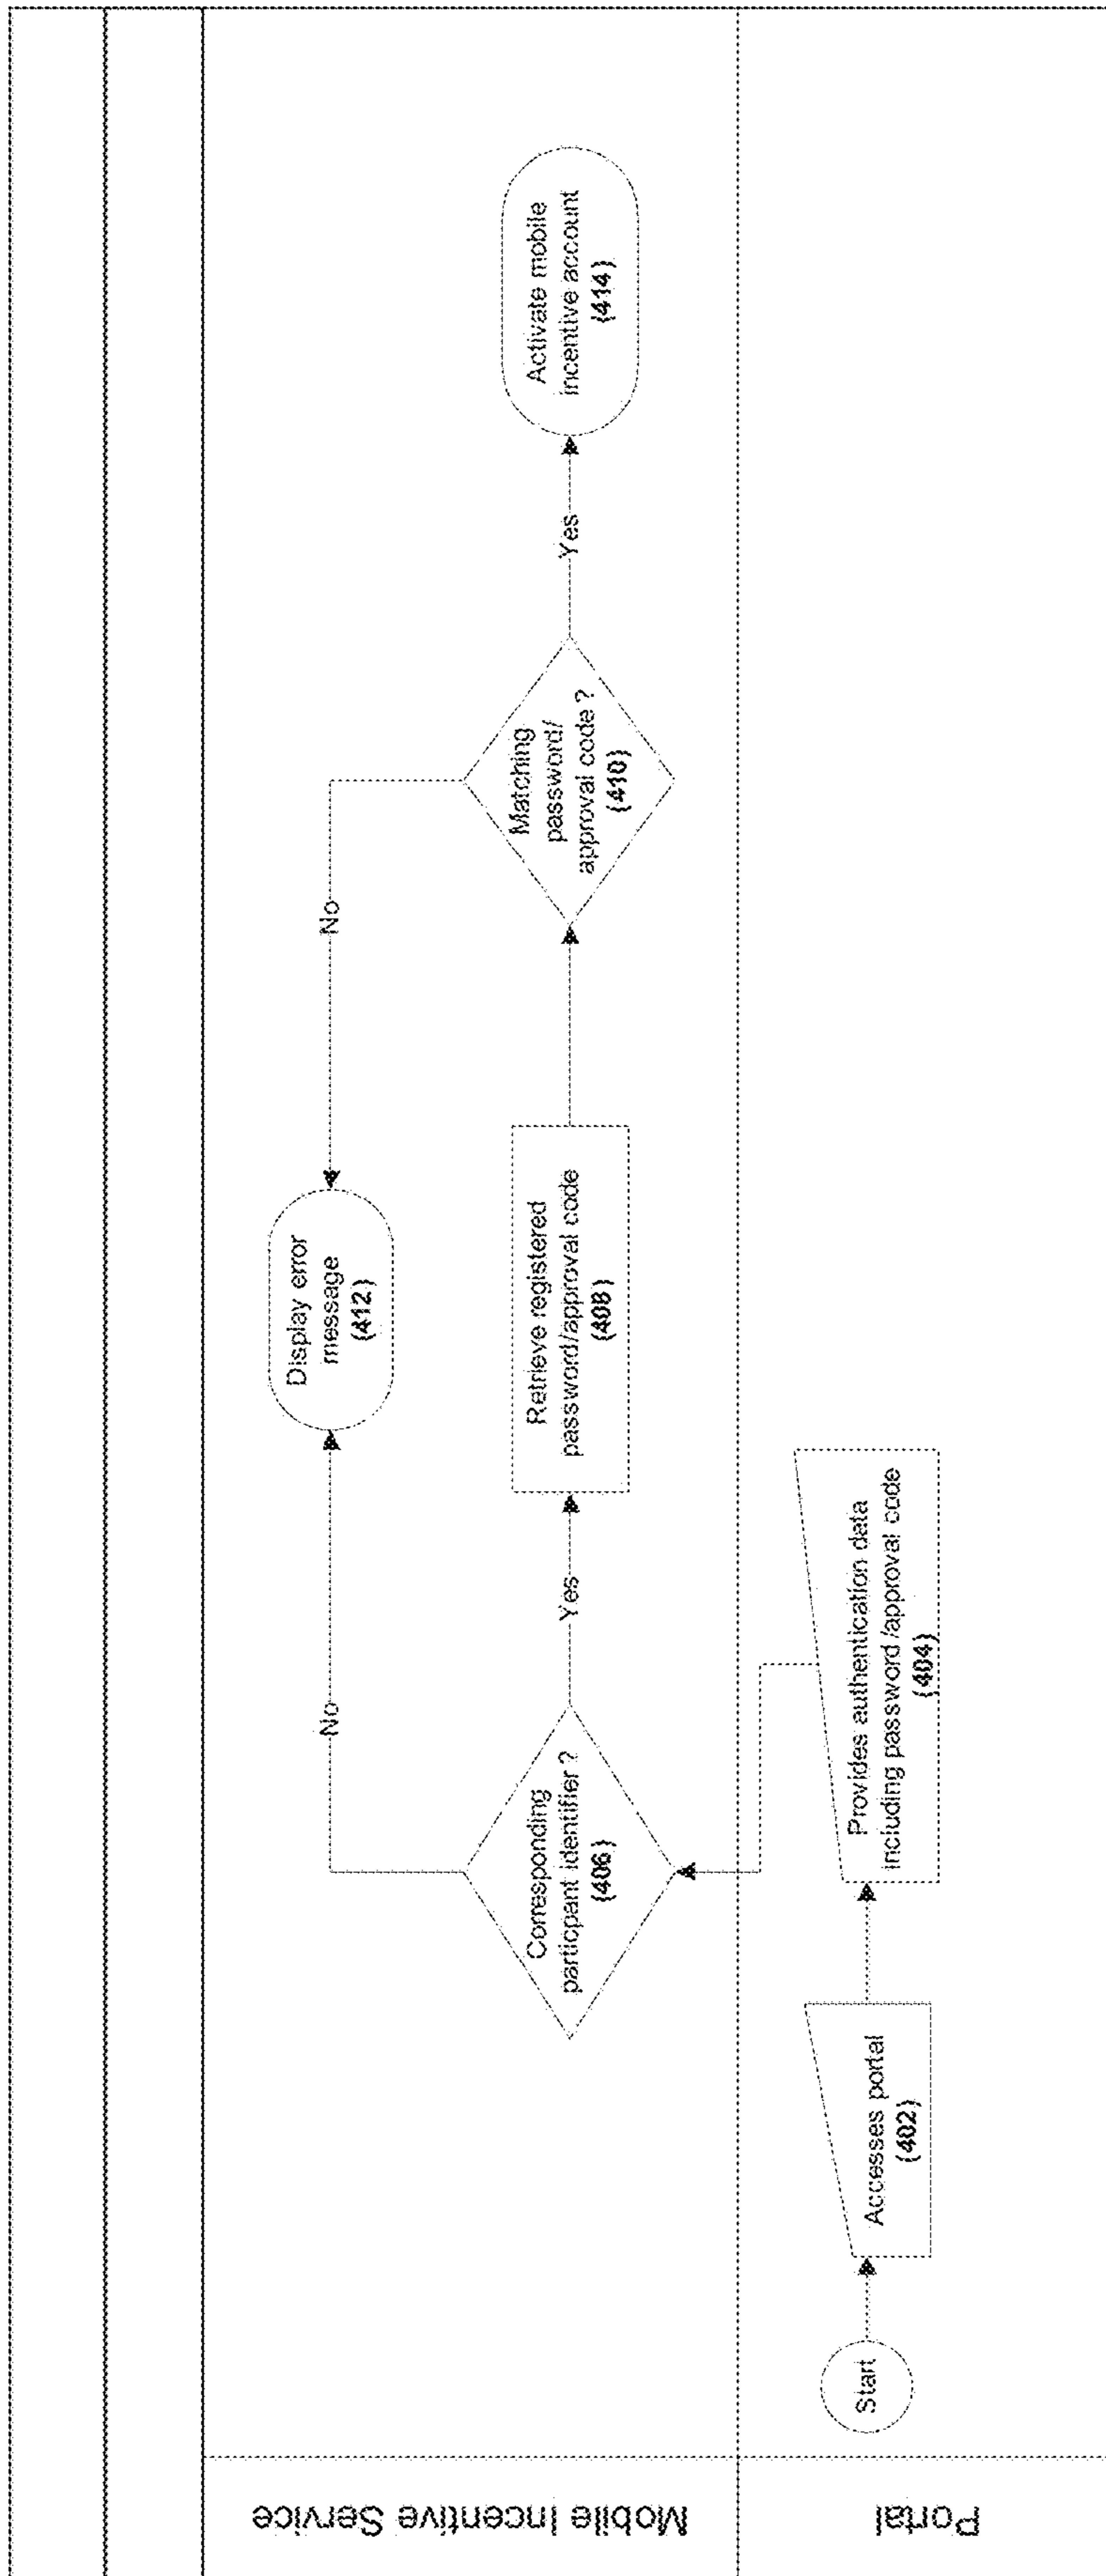 Mobile Incentive Service
Portal
Start
Accesses portal
(402)
Provides authentication data
including password/approval code
(404)
Corresponding
particpant identifier ?
(406)
No
Yes
Display error
message
(412)
Retrieve registered
password/approval code
(408)
No
Matching
password/
approval code ?
(410)
Yes
Activate mobile
incentive account
(414)